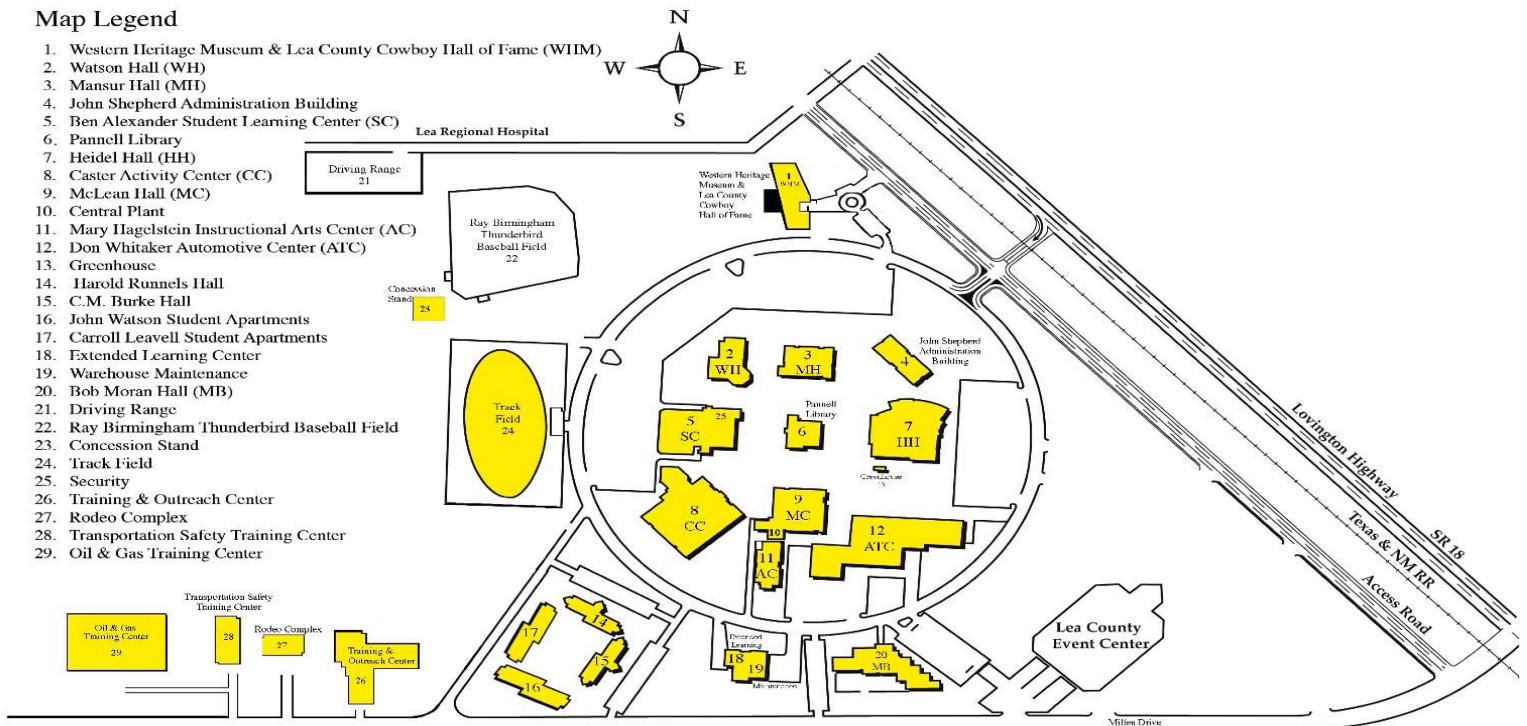 Map Legend
1. Western Heritage Museum & Lea County Cowboy Hall of Fame (WHM)
2. Watson Hall (WH)
3. Mansur Hall (MH)
4. John Shepherd Administration Building
5. Ben Alexander Student Learning Center (SC)
6. Pannell Library
7. Heidel Hall (HH)
8. Caster Activity Center (CC)
9. McLean Hall (MC)
10. Central Plant
11. Mary Hagelstein Instructional Arts Center (AC)
12. Don Whitaker Automotive Center (ATC)
13. Greenhouse
14. Harold Runnels Hall
15. C.M. Burke Hall
16. John Watson Student Apartments
17. Carroll Leavell Student Apartments
18. Extended Learning Center
19. Warehouse Maintenance
20. Bob Moran Hall (MB)
21. Driving Range
22. Ray Birmingham Thunderbird Baseball Field
23. Concession Stand
24. Track Field
25. Security
26. Training & Outreach Center
27. Rodeo Complex
28. Transportation Safety Training Center
29. Oil & Gas Training Center
N
W
E
S
Lea Regional Hospital
Driving Range
21
Western Heritage
Museum &
Lea County
Cowboy
Hall of Fame
1
WHM
Ray Birmingham
Thunderbird
Baseball Field
22
Concession
Stand
23
Track
Field
24
2
WH
3
MH
4
John Shepherd
Administration
Building
5
SC
25
Pannell
Library
6
7
HH
Greenhouse
13
8
CC
9
MC
10
11
AC
12
ATC
Lovington Highway
SR 18
Texas & NM RR
Access Road
Lea County
Event Center
Transportation Safety
Training Center
Oil & Gas
Training Center
29
28
Rodeo Complex
27
Training &
Outreach Center
26
14
15
16
17
Learning
18
19
20
MB
Millen Drive